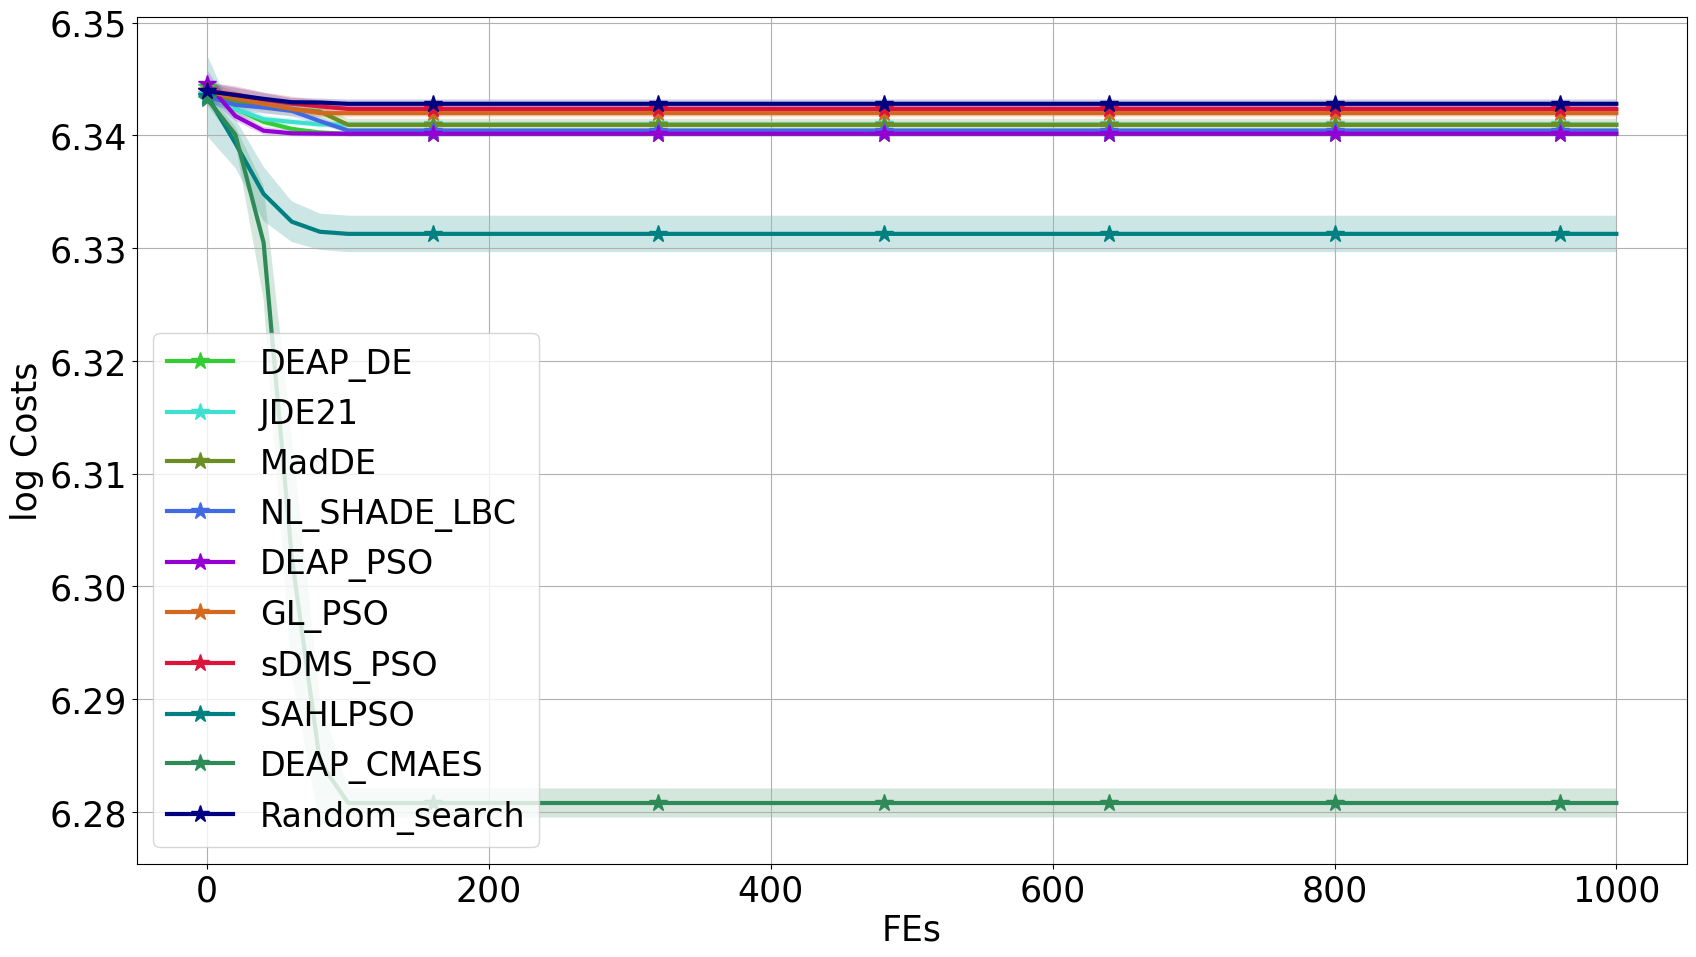 6.35
6.34
6.33
6.32
6.31
6.30
6.29
6.28
log Costs
DEAP_DE
JDE21
MadDE
NL_SHADE_LBC
DEAP_PSO
GL_PSO
sDMS_PSO
SAHLPSO
DEAP_CMAES
Random_search
0 200 400 600 800 1000
FEs